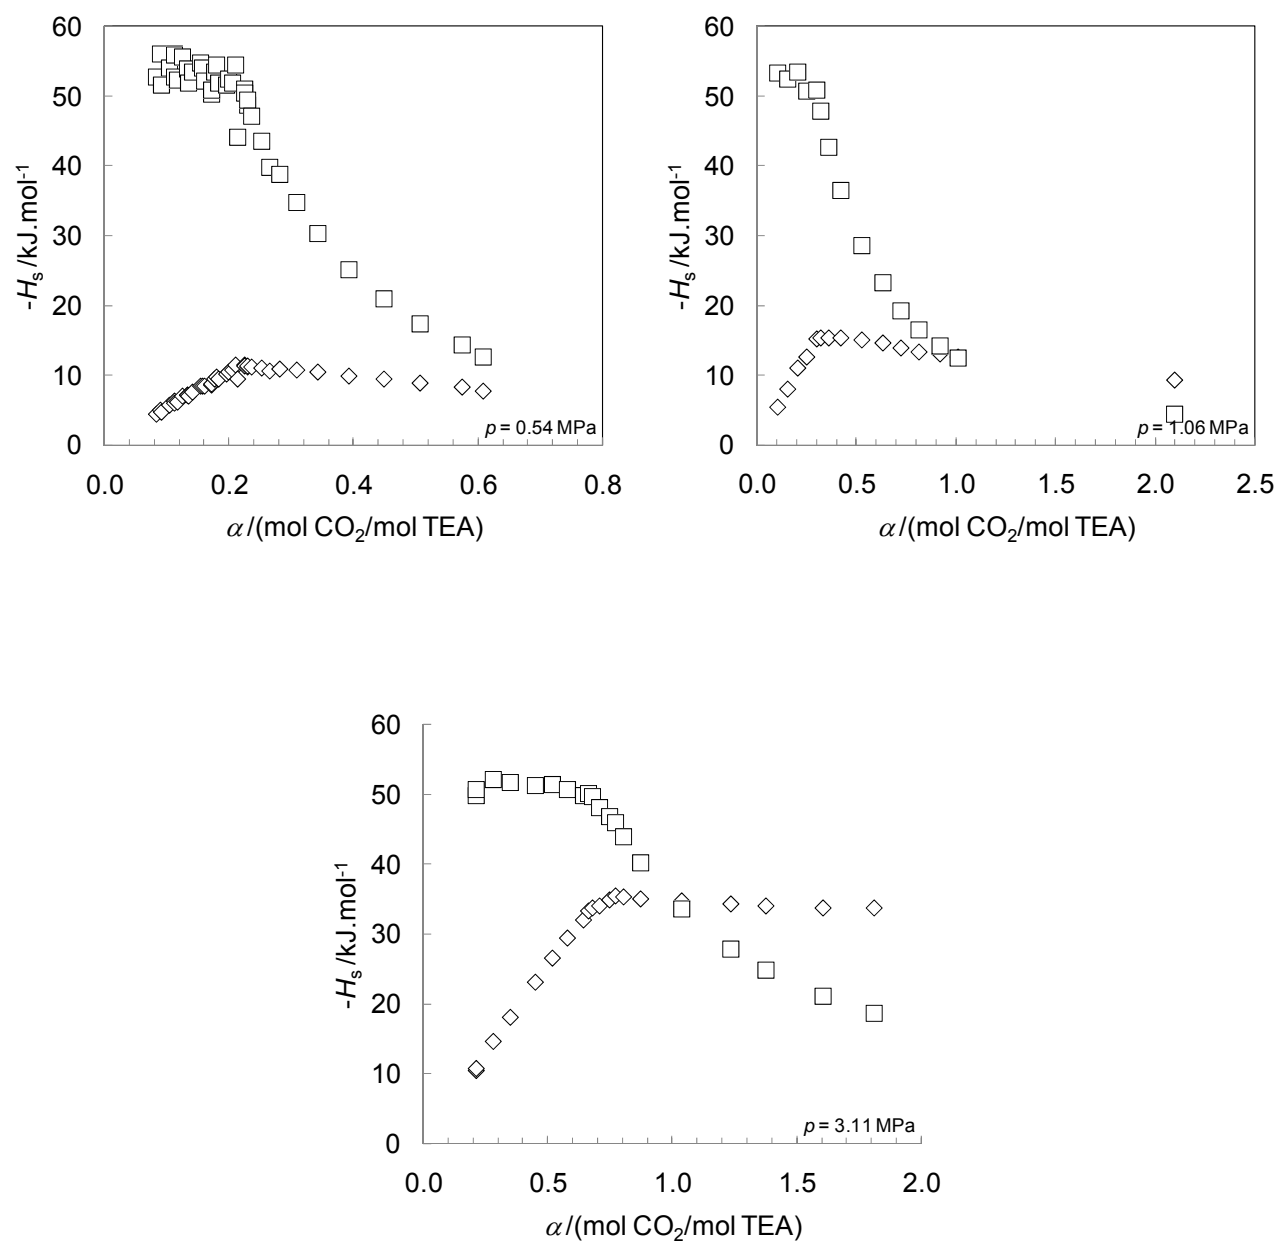 60
50
40
30
20
10
0
-Hs /kJ.mol-1
p = 0.54 MPa
0.0 0.2 0.4 0.6 0.8
α /(mol CO2/mol TEA)
60
50
40
30
20
10
0
-Hs /kJ.mol-1
p = 1.06 MPa
0.0 0.5 1.0 1.5 2.0 2.5
α /(mol CO2/mol TEA)
60
50
40
30
20
10
0
-Hs /kJ.mol-1
p = 3.11 MPa
0.0 0.5 1.0 1.5 2.0
α /(mol CO2/mol TEA)